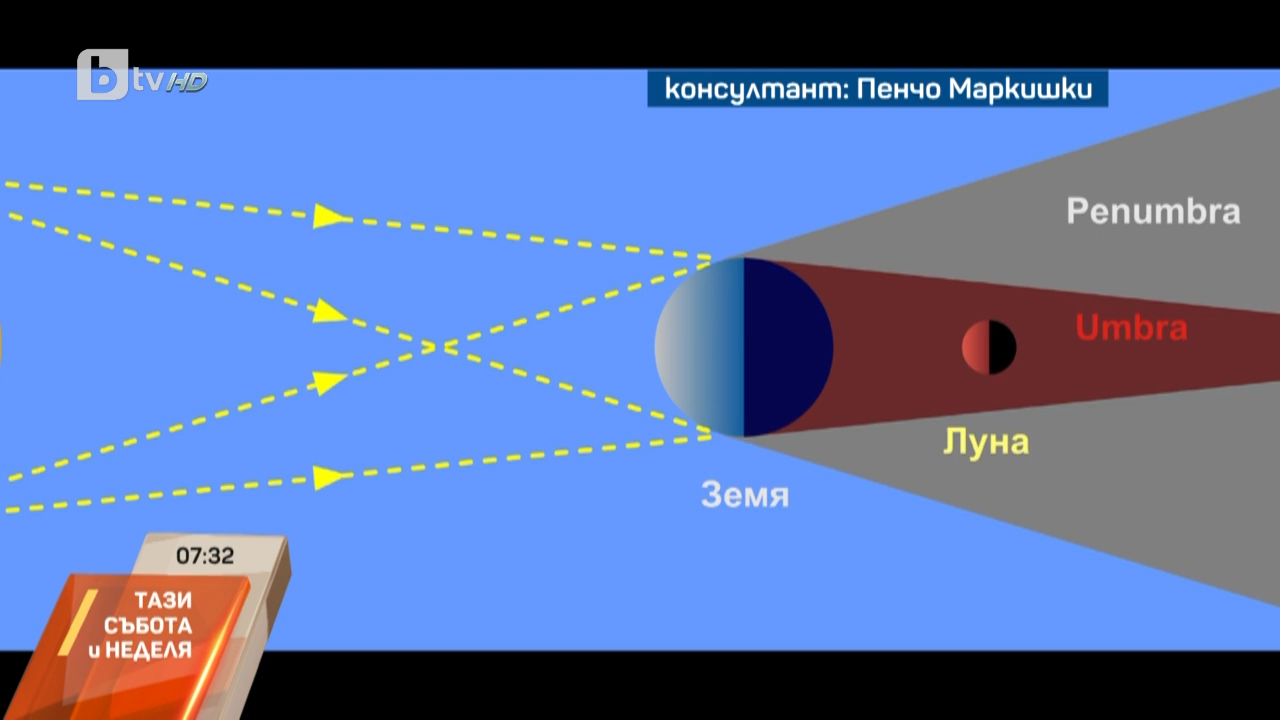 btv HD
консултант: Пенчо Маркишки
Penumbra
Umbra
Луна
Земя
07:32
ТАЗИ
СЪБОТА
и НЕДЕЛЯ